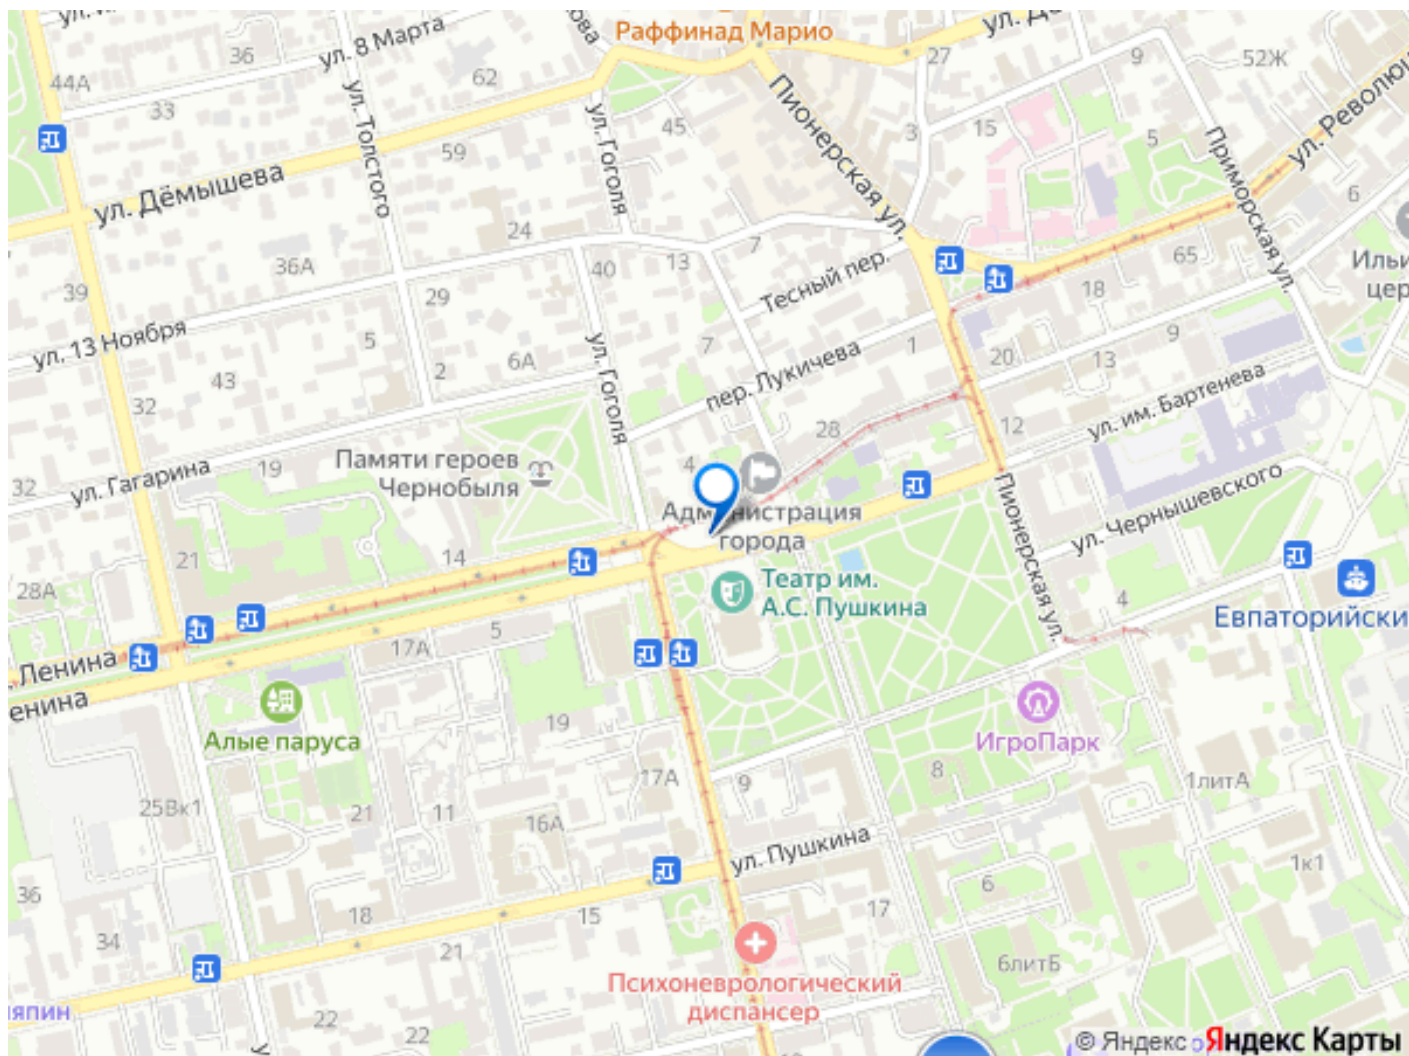 Раффинад Марио
ул. 8 Марта
36
44А
33
62
27
9
52Ж
ул. Толстого
ул. Гоголя
45
Пионерская ул.
3
15
5
Приморская ул.
ул. Революц
59
ул. Дёмышева
6
24
7
36А
40
13
65
Тесный пер.
Ильи
цер
39
29
18
ул. 13 Ноября
5
6А
ул. Гоголя
7
пер. Лукичева
1
20
13
9
2
43
32
28
12
ул. им. Бартенева
ул. Гагарина
19
32
Памяти героев
Чернобыля
4
Администрация
города
Пионерская ул.
ул. Чернышевского
21
14
28А
Театр им.
А.С. Пушкина
4
Евпаторийски
5
17А
Ленина
енина
Алые паруса
19
ИгроПарк
17А
9
8
1литА
25Вк1
21
11
16А
ул. Пушкина
1к1
36
6
18
15
17
34
21
6литБ
Психоневрологический
диспансер
ляпин
22
22
© Яндекс
Яндекс Карты